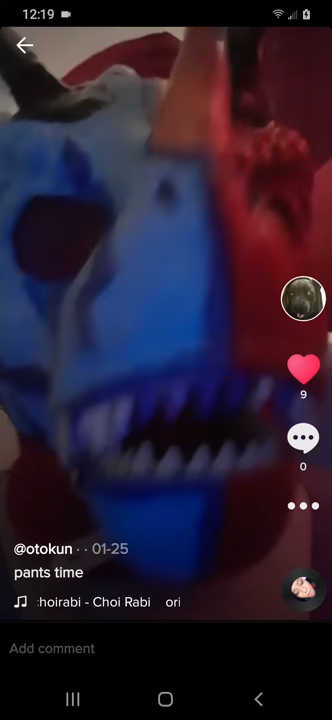 12:19
9
0
@otokun · · 01-25
pants time
:hoirabi - Choi Rabi ori
Add comment